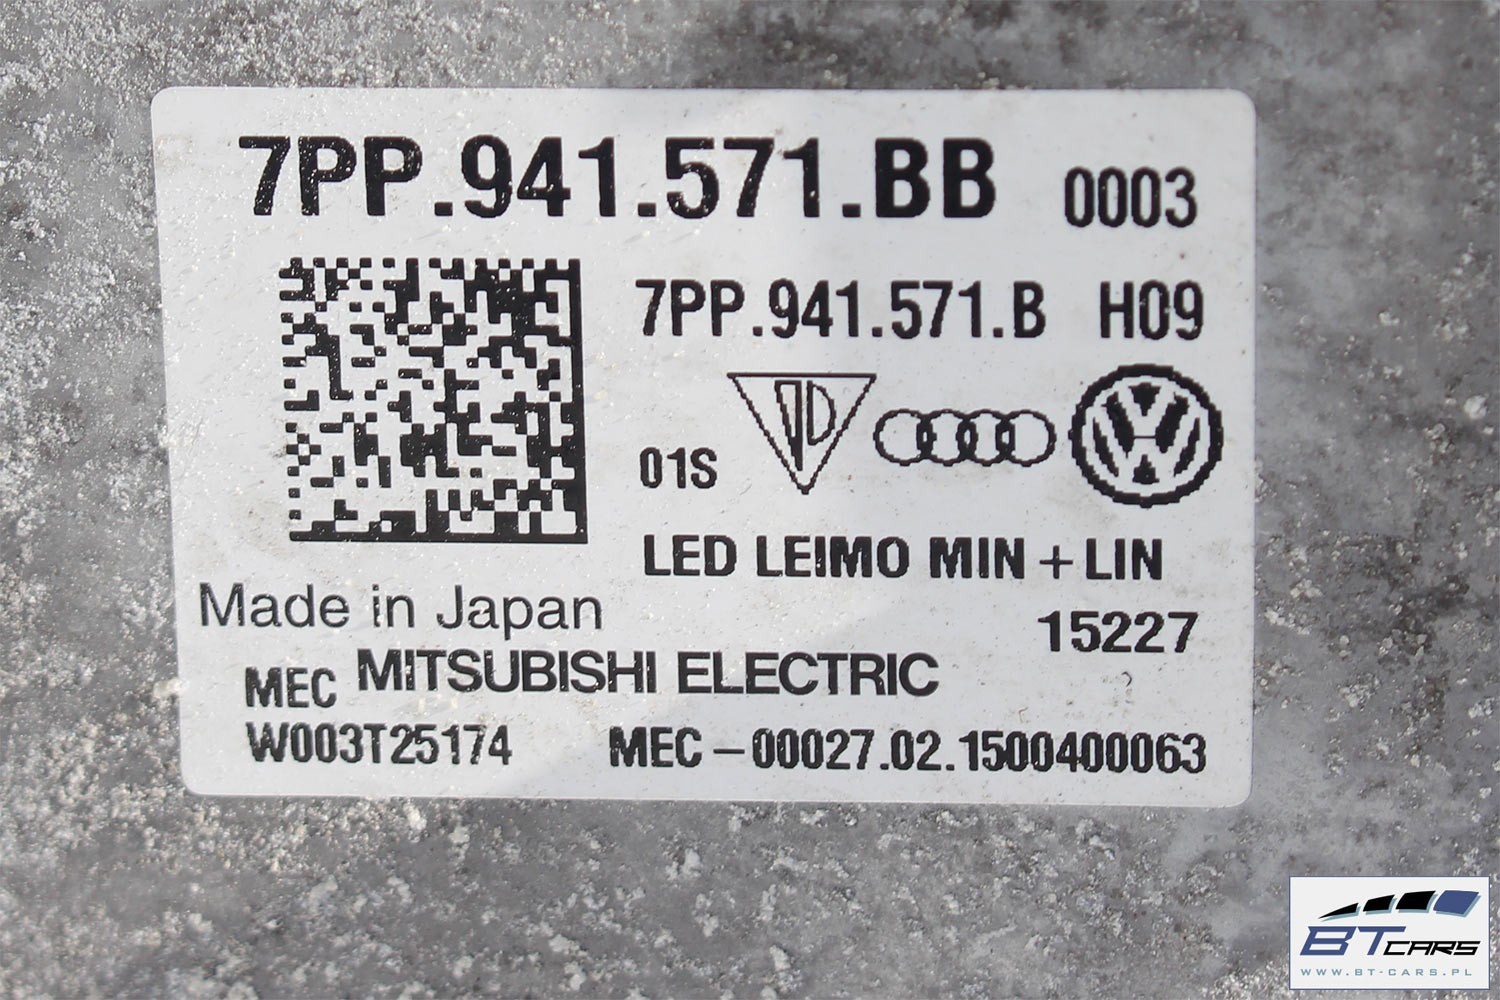 7PP.941.571.BB 0003
7PP.941.571.B H09
01S
LED LEIMO MIN + LIN
Made in Japan
15227
MEC MITSUBISHI ELECTRIC
W003T25174 MEC-00027.02.1500400063
BT CARS
WWW.BT-CARS.PL